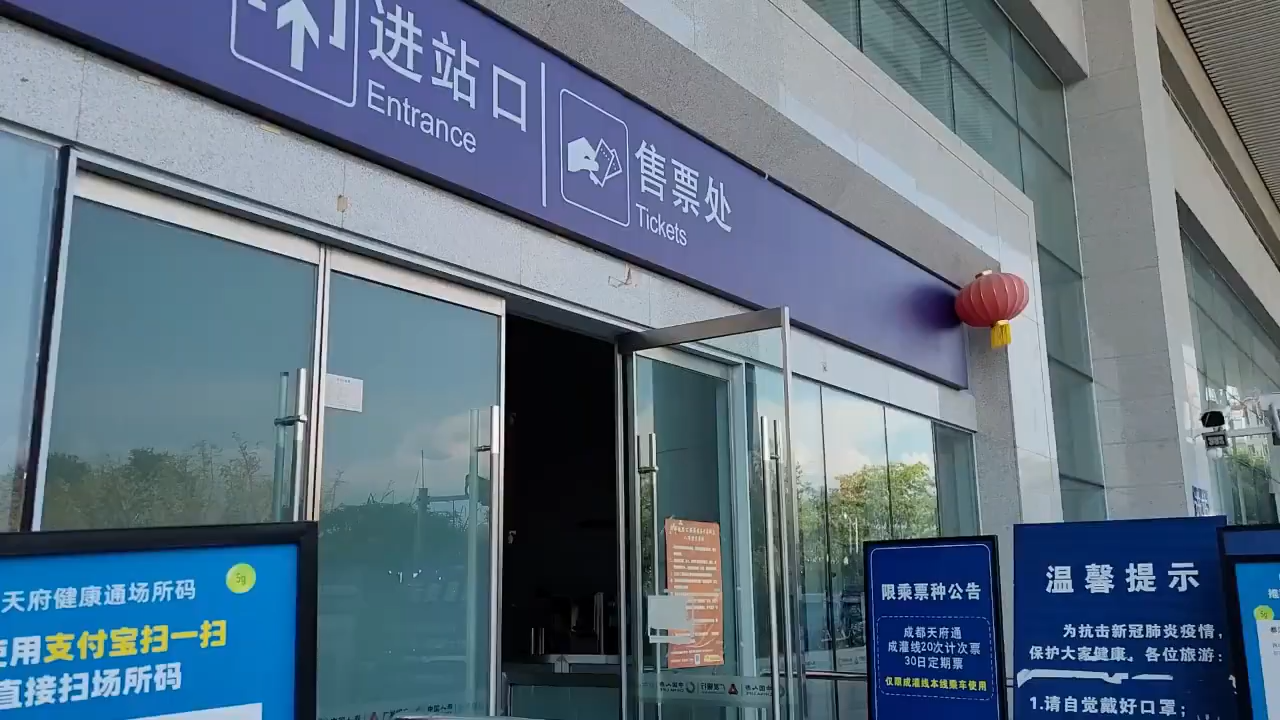 进站口
Entrance
售票处
Tickets
天府健康通场所码
5g
使用支付宝扫一扫
直接扫场所码
限乘票种公告
成都天府通
成灌线20次计次票
30日定期票
仅限成灌线本线乘车使用
温馨提示
为抗击新冠肺炎疫情，
保护大家健康。各位旅游：
1.请自觉戴好口罩；
5g